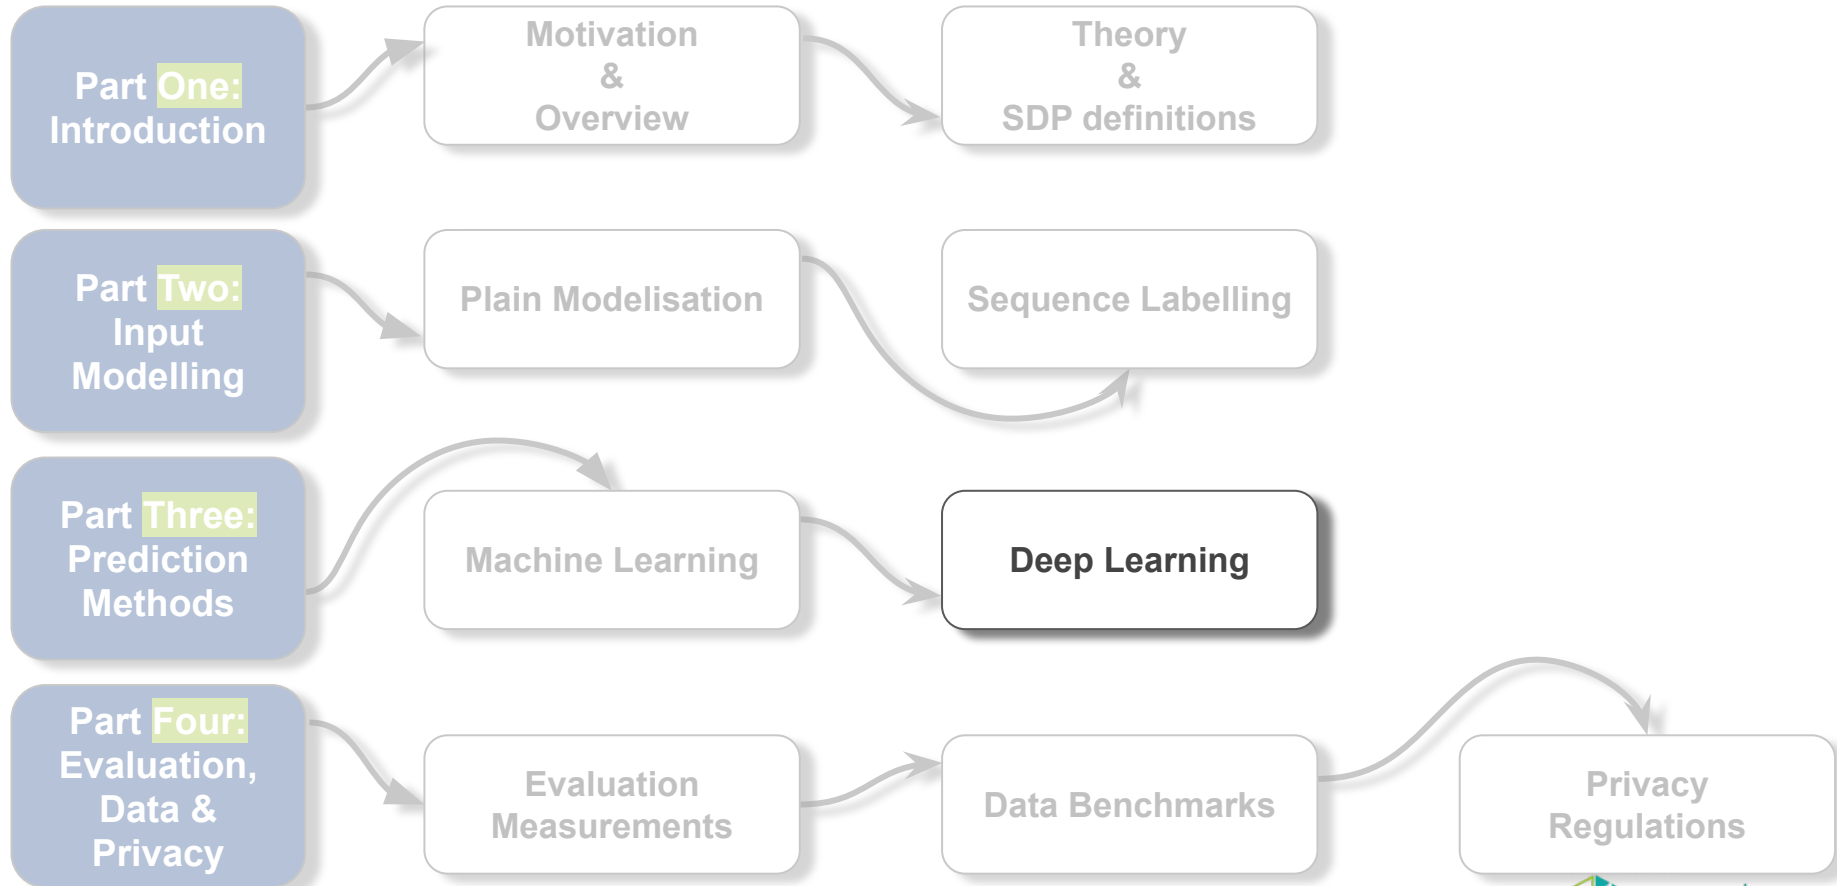 Part One:
Introduction
Motivation
&
Overview
Theory
&
SDP definitions
Part Two:
Input
Modelling
Plain Modelisation
Sequence Labelling
Part Three:
Prediction
Methods
Machine Learning
Deep Learning
Part Four:
Evaluation,
Data &
Privacy
Evaluation
Measurements
Data Benchmarks
Privacy
Regulations